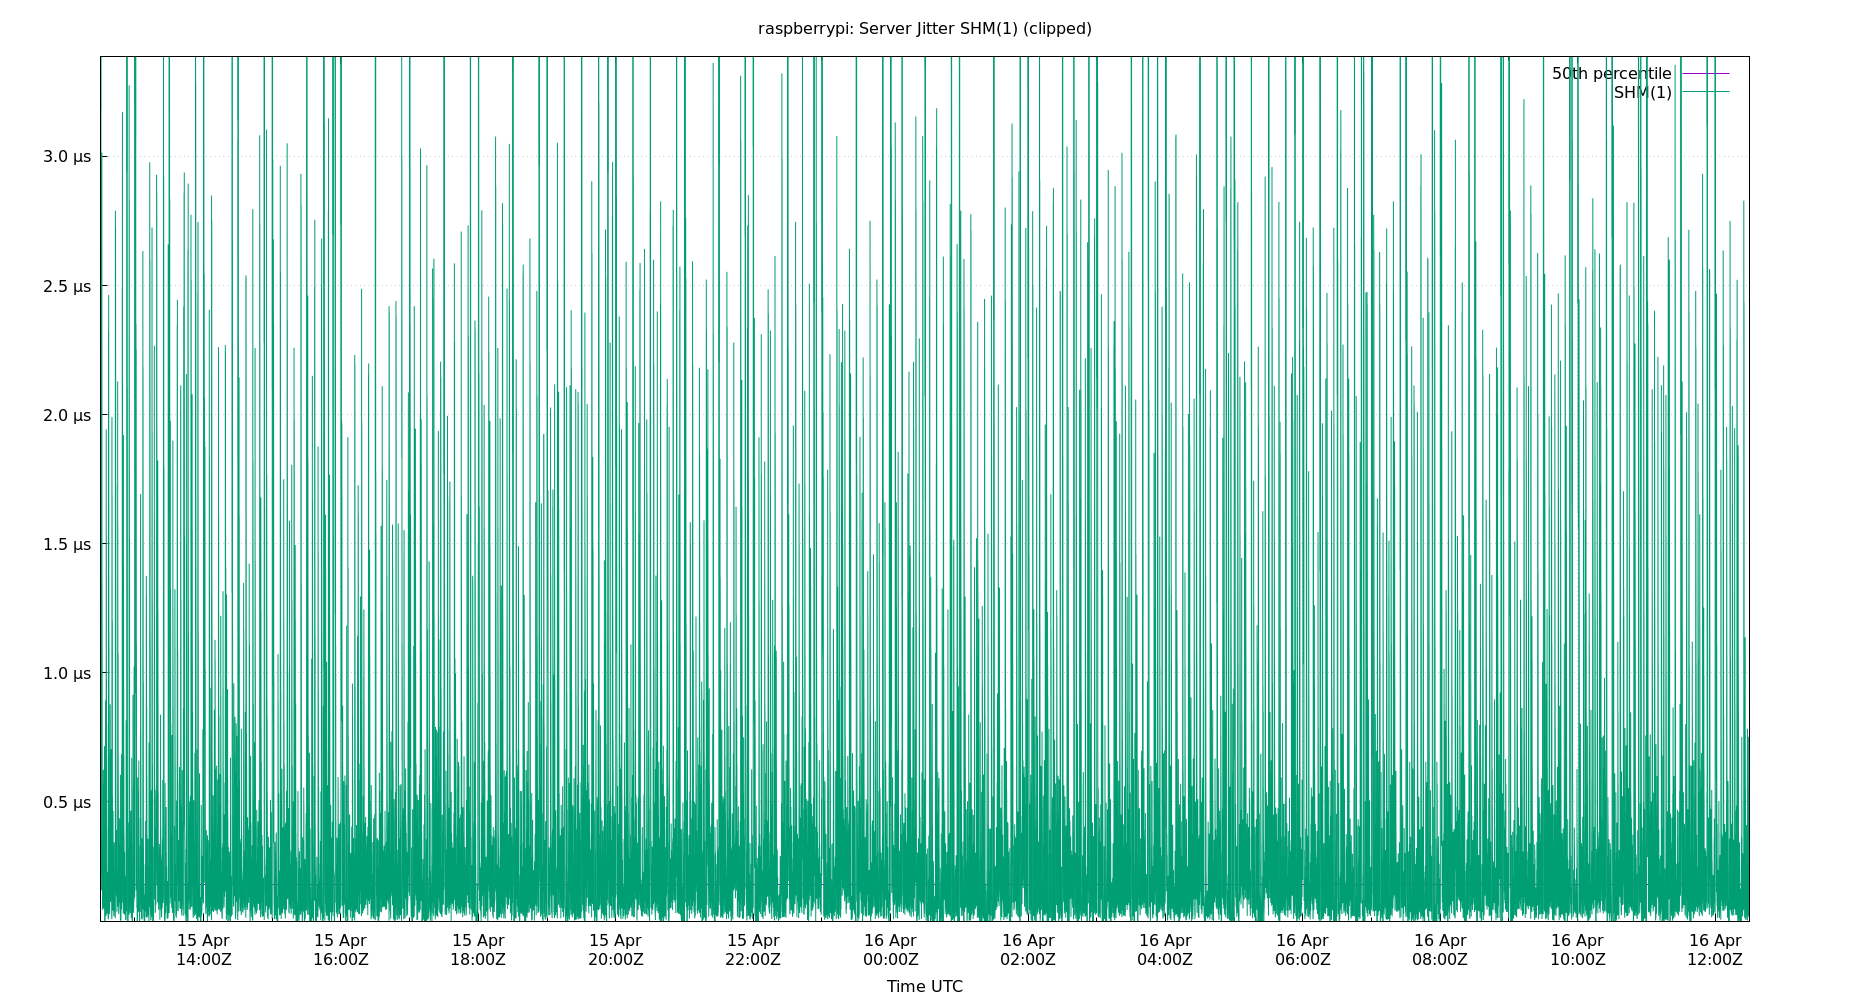 raspberrypi: Server Jitter SHM(1) (clipped)
50th percentile
SHM(1)
3.0 µs
2.5 µs
2.0 µs
1.5 µs
1.0 µs
0.5 µs
15 Apr 15 Apr 15 Apr 15 Apr 15 Apr 16 Apr 16 Apr 16 Apr 16 Apr 16 Apr 16 Apr 16 Apr
14:00Z 16:00Z 18:00Z 20:00Z 22:00Z 00:00Z 02:00Z 04:00Z 06:00Z 08:00Z 10:00Z 12:00Z
Time UTC